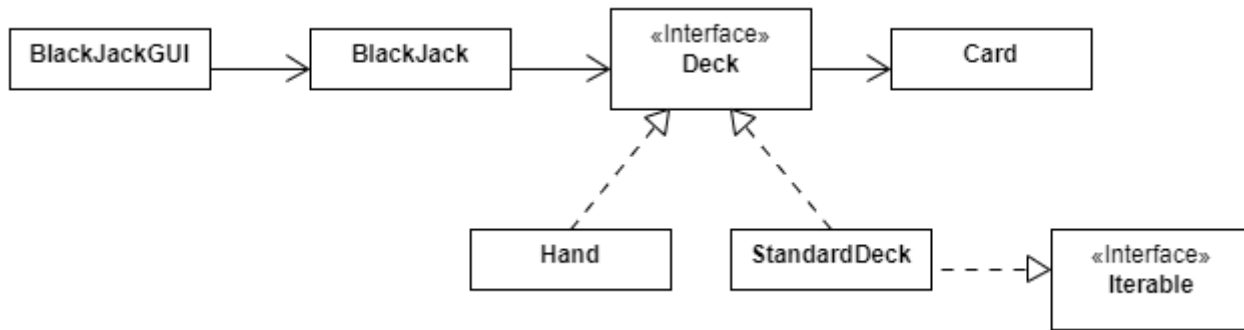 BlackJackGUI
BlackJack
«Interface»
Deck
Card
Hand
StandardDeck
«Interface»
Iterable